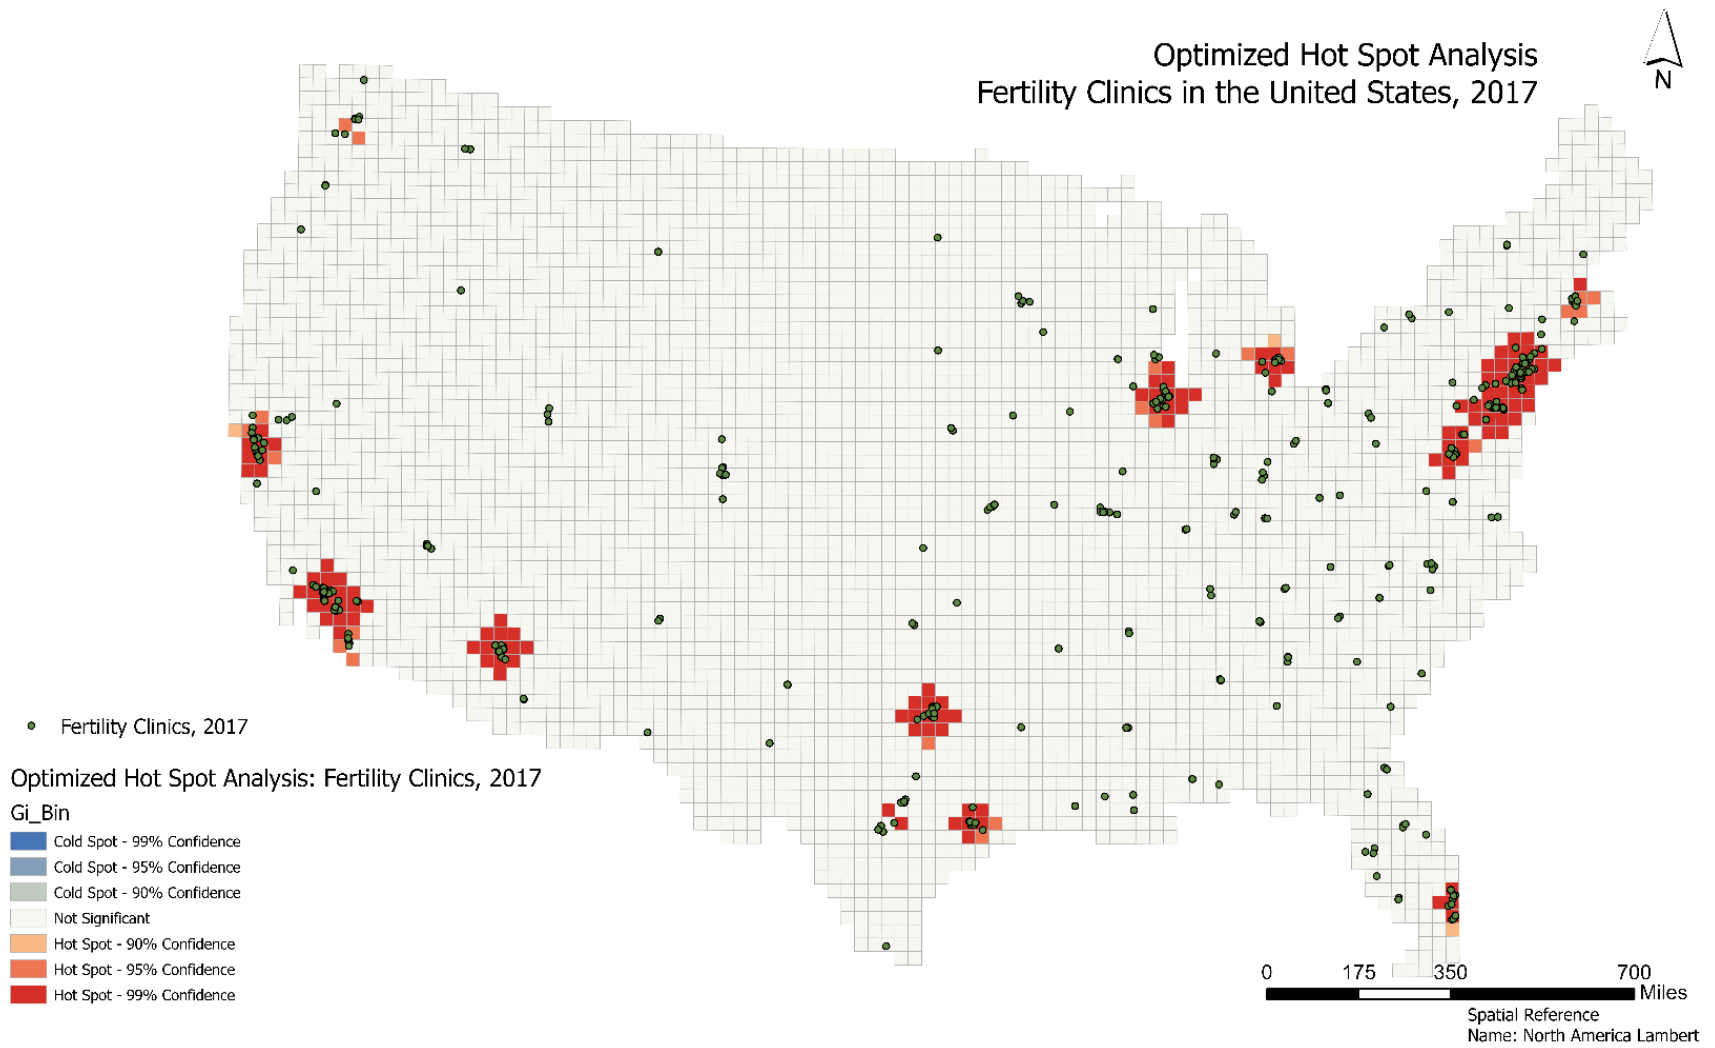 Optimized Hot Spot Analysis
Fertility Clinics in the United States, 2017
N
Fertility Clinics, 2017
Optimized Hot Spot Analysis: Fertility Clinics, 2017
Gi_Bin
Cold Spot - 99% Confidence
Cold Spot - 95% Confidence
Cold Spot - 90% Confidence
Not Significant
Hot Spot - 90% Confidence
Hot Spot - 95% Confidence
Hot Spot - 99% Confidence
0 175 350 700
Miles
Spatial Reference
Name: North America Lambert